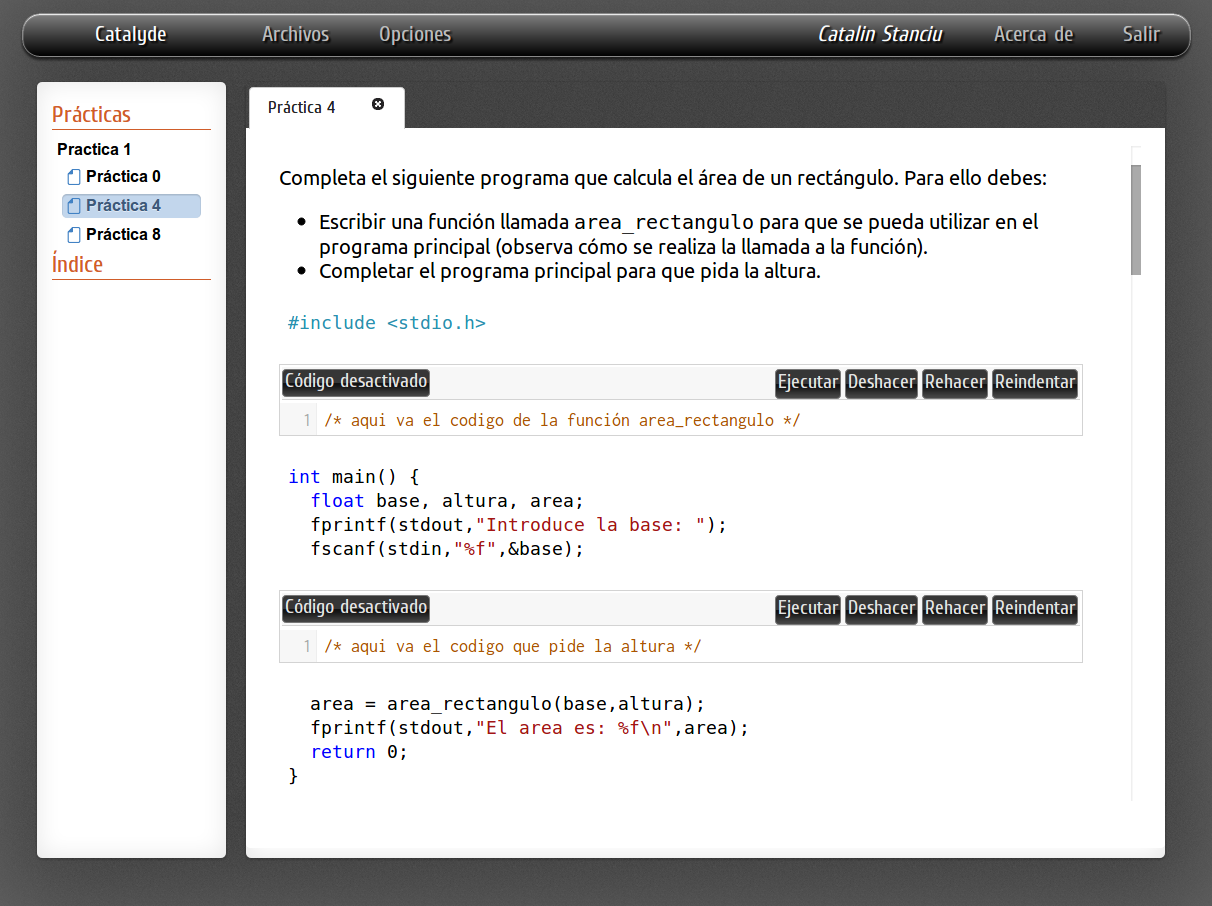 Catalyde Archivos Opciones Catalin Stanciu Acerca de Salir
Prácticas
Practica 1
Práctica 0
Práctica 4
Práctica 8
Índice
Práctica 4
Completa el siguiente programa que calcula el área de un rectángulo. Para ello debes:
• Escribir una función llamada area_rectangulo para que se pueda utilizar en el
programa principal (observa cómo se realiza la llamada a la función).
• Completar el programa principal para que pida la altura.
#include <stdio.h>
Código desactivado Ejecutar Deshacer Rehacer Reindentar
1 /* aqui va el codigo de la función area_rectangulo */
int main() {
float base, altura, area;
fprintf(stdout,"Introduce la base: ");
fscanf(stdin,"%f",&base);
Código desactivado Ejecutar Deshacer Rehacer Reindentar
1 /* aqui va el codigo que pide la altura */
area = area_rectangulo(base,altura);
fprintf(stdout,"El area es: %f\n",area);
return 0;
}